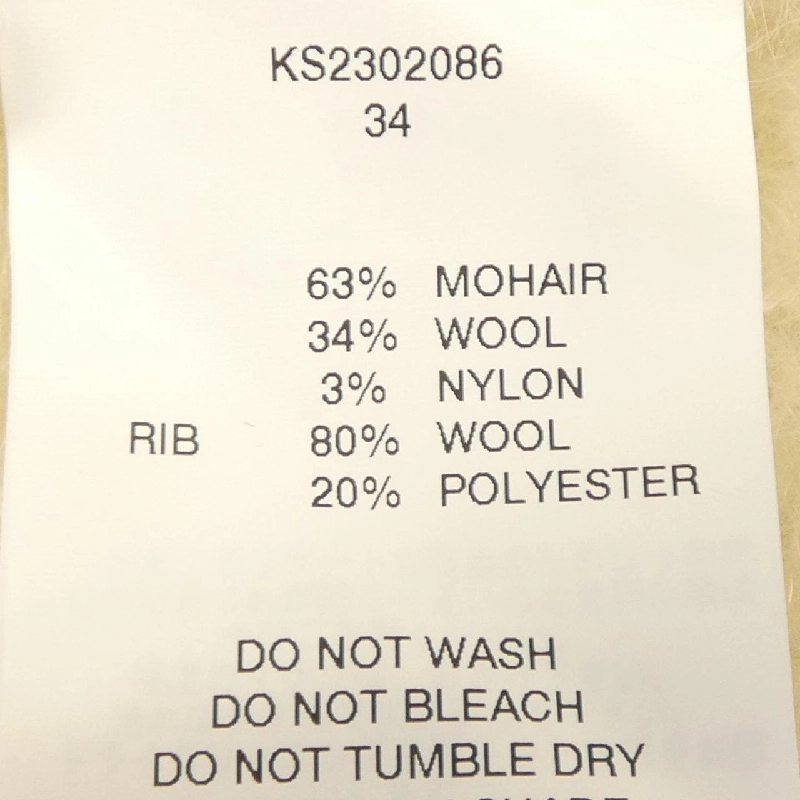 KS2302086
34
63% MOHAIR
34% WOOL
3% NYLON
RIB 80% WOOL
20% POLYESTER
DO NOT WASH
DO NOT BLEACH
DO NOT TUMBLE DRY